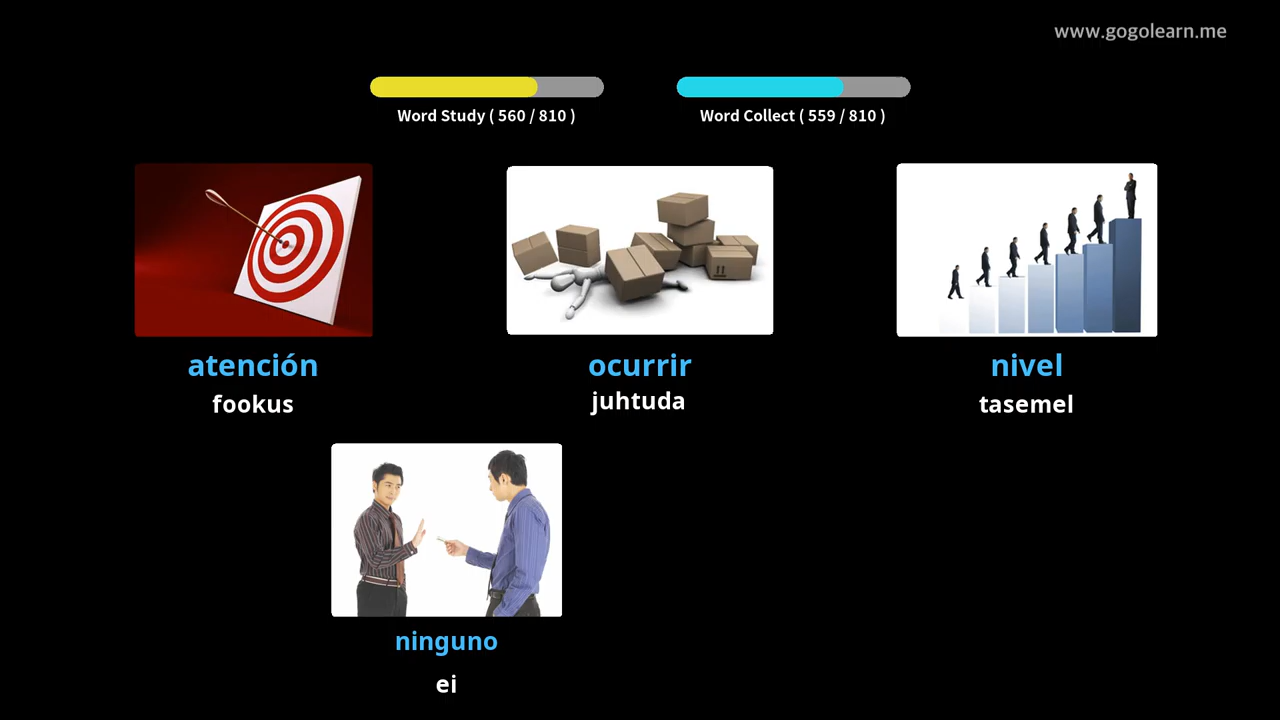 www.gogolearn.me
Word Study ( 560 / 810 )
Word Collect ( 559 / 810 )
atención
fookus
ocurrir
juhtuda
nivel
tasemel
ninguno
ei